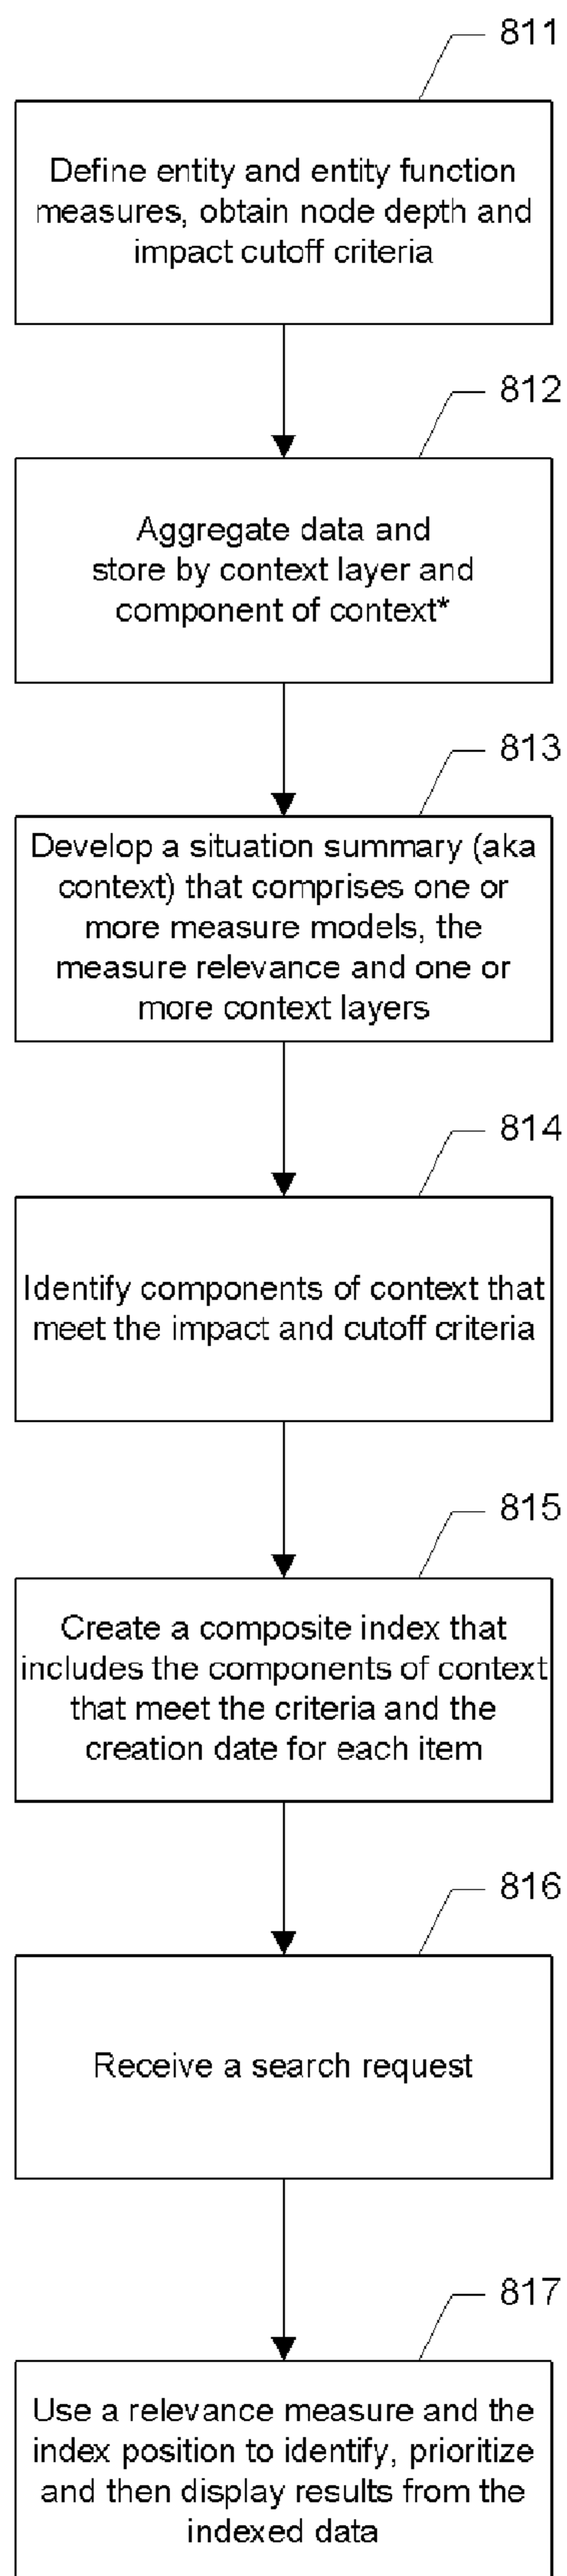 811
Define entity and entity function
measures, obtain node depth and
impact cutoff criteria
812
Aggregate data and
store by context layer and
component of context*
813
Develop a situation summary (aka
context) that comprises one or
more measure models, the
measure relevance and one or
more context layers
814
Identify components of context that
meet the impact and cutoff criteria
815
Create a composite index that
includes the components of context
that meet the criteria and the
creation date for each item
816
Receive a search request
817
Use a relevance measure and the
index position to identify, prioritize
and then display results from the
indexed data